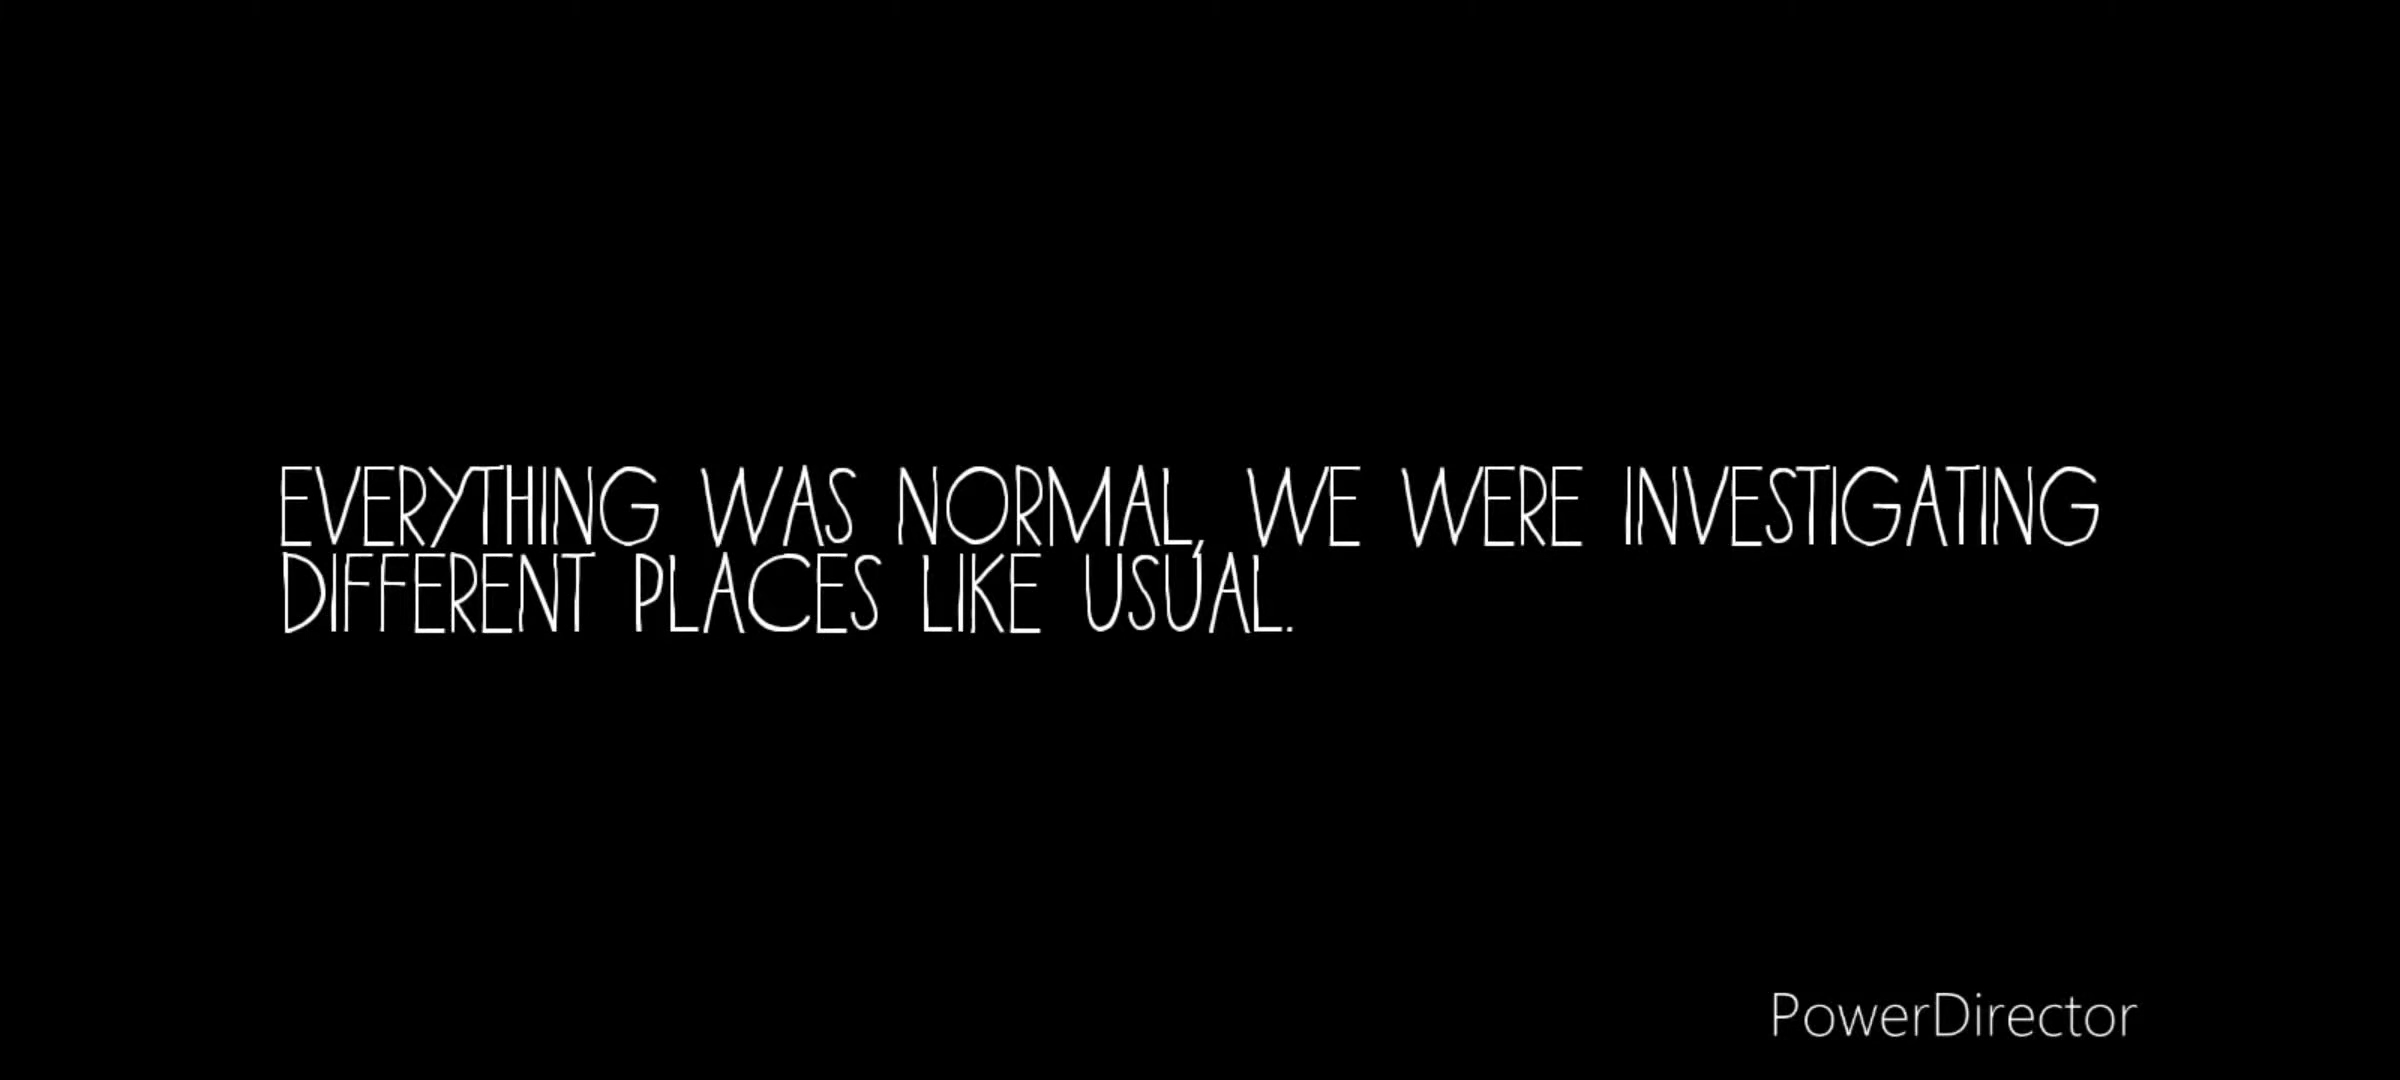 EVERYTHING WAS NORMAL, WE WERE INVESTIGATING
DIFFERENT PLACES LIKE USUAL.
PowerDirector